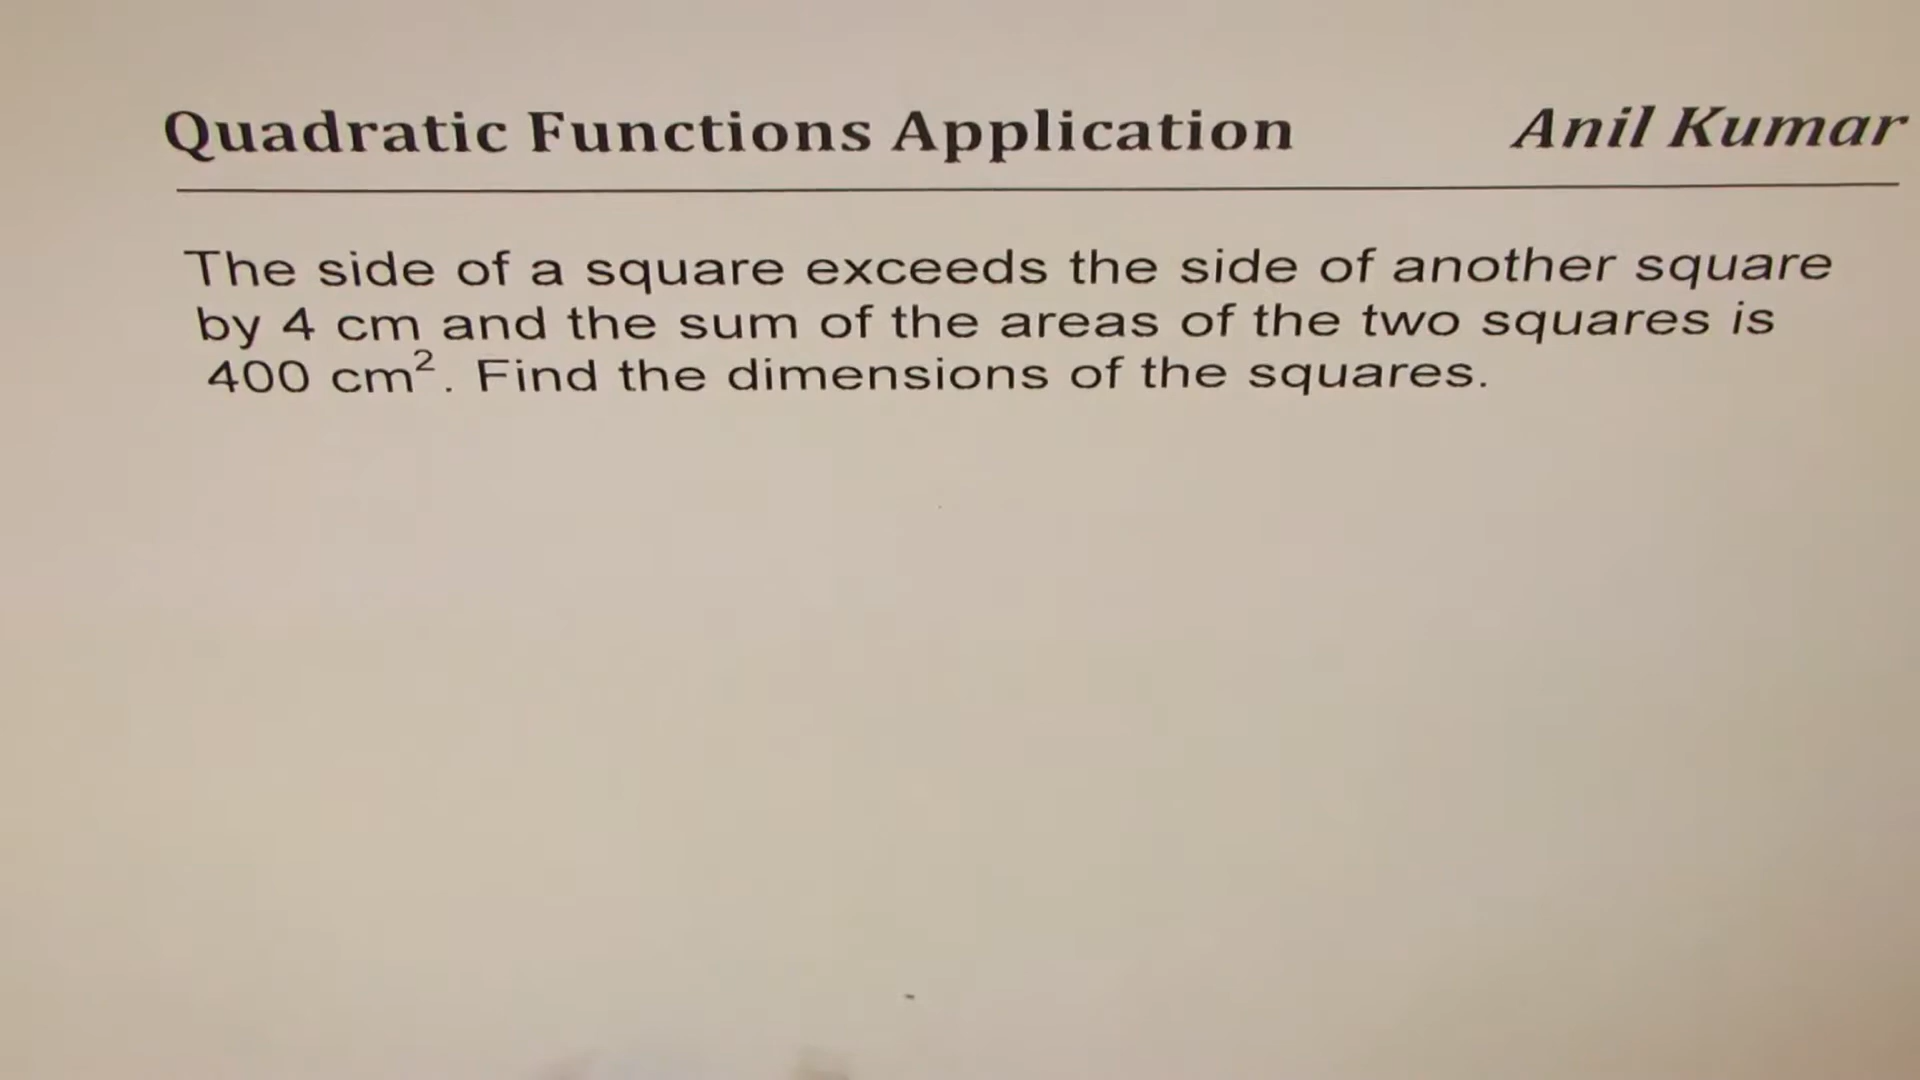 Quadratic Functions Application Anil Kumar
The side of a square exceeds the side of another square
by 4 cm and the sum of the areas of the two squares is
400 cm². Find the dimensions of the squares.